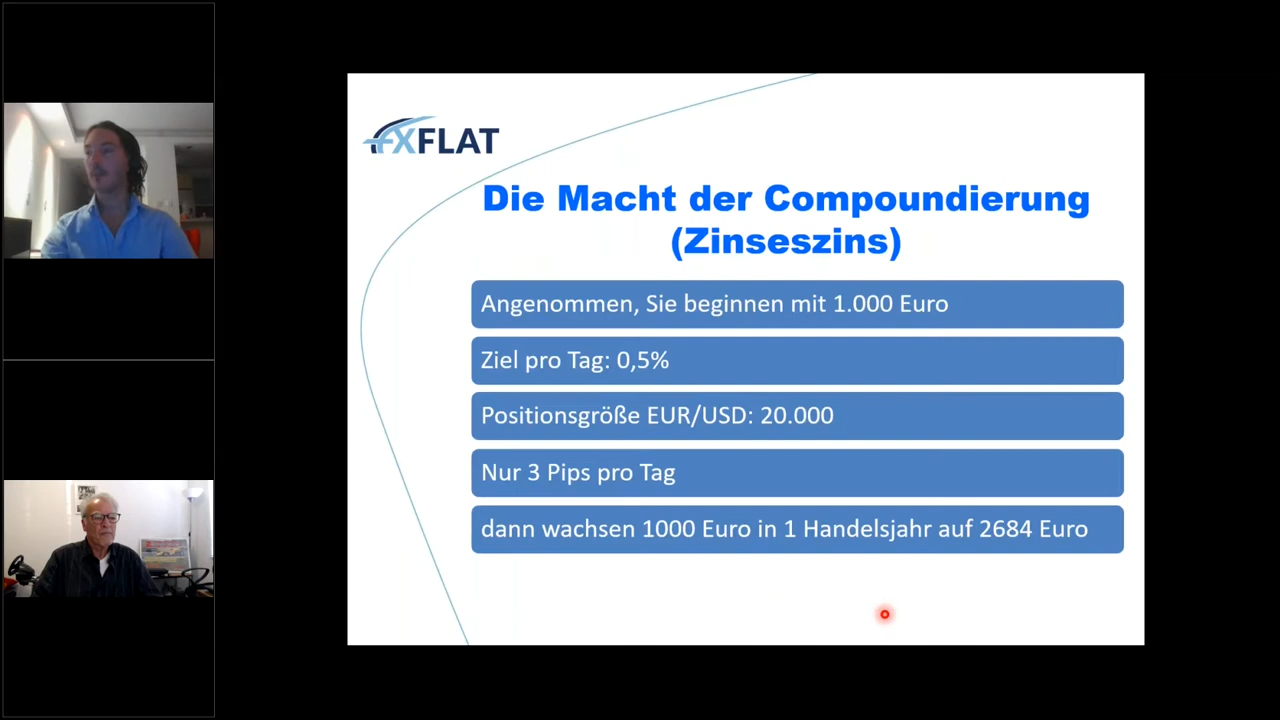 FXFLAT
Die Macht der Compoundierung
(Zinseszins)
Angenommen, Sie beginnen mit 1.000 Euro
Ziel pro Tag: 0,5%
Positionsgröße EUR/USD: 20.000
Nur 3 Pips pro Tag
dann wachsen 1000 Euro in 1 Handelsjahr auf 2684 Euro